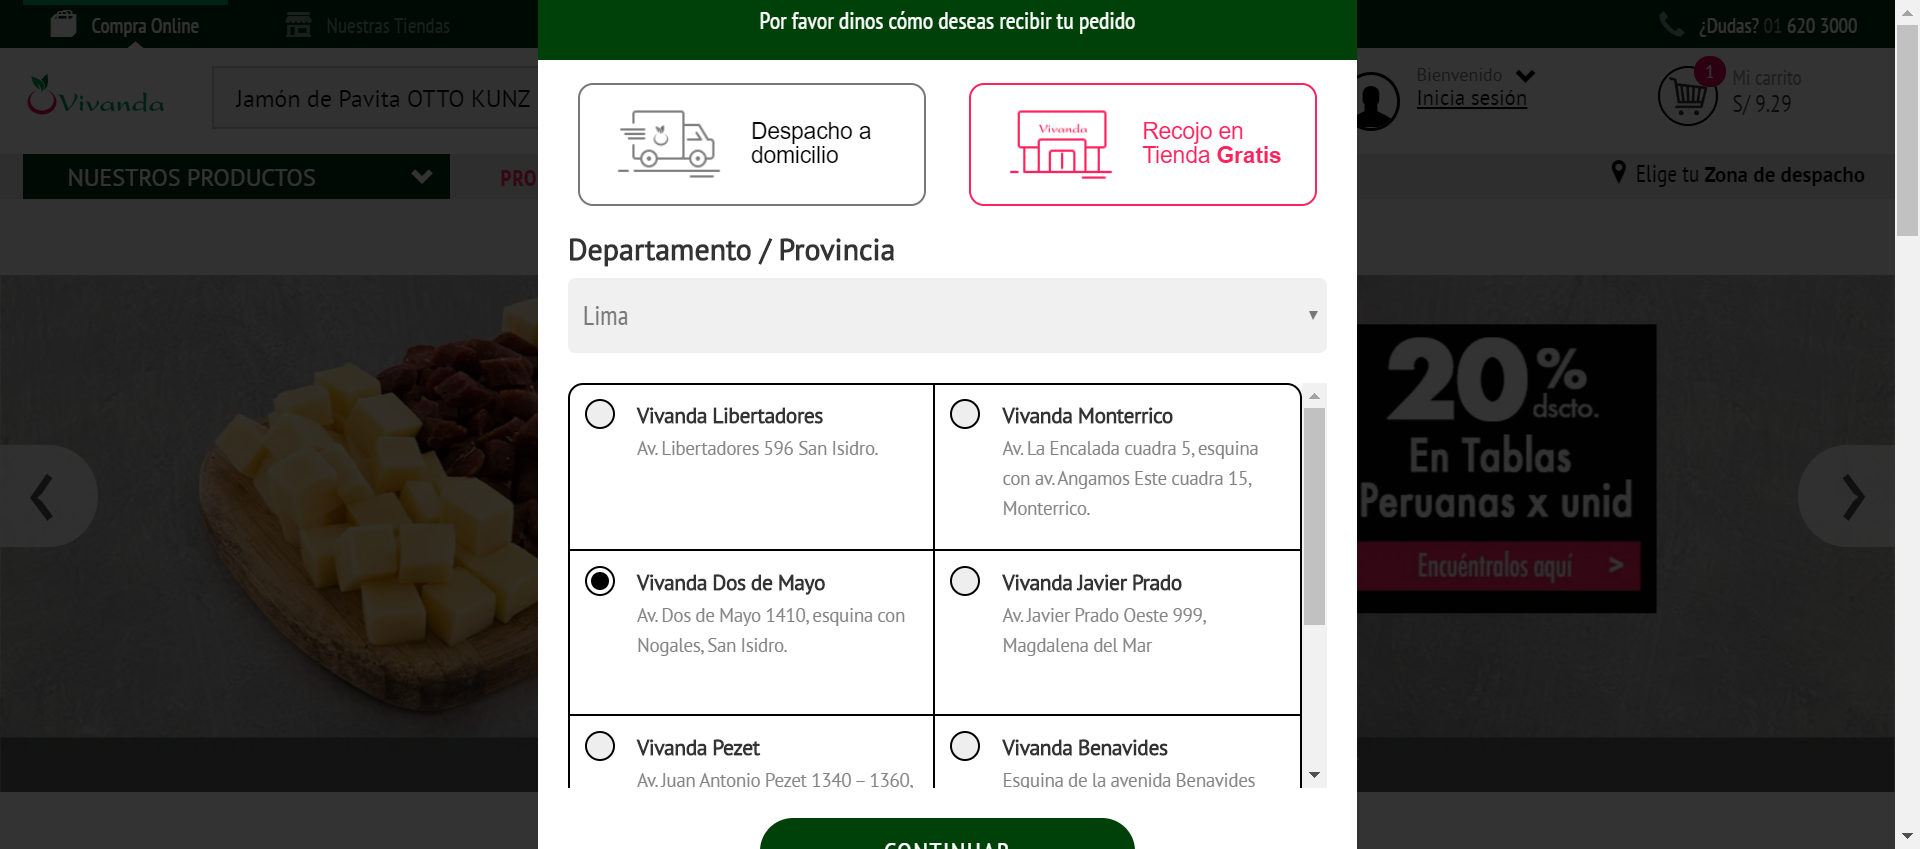 Compra Online
Nuestras Tiendas
Por favor dinos cómo deseas recibir tu pedido
¿Dudas? 01 620 3000
Vivanda
Jamón de Pavita OTTO KUNZ
Bienvenido
Inicia sesión
1
Mi carrito
S/ 9.29
Despacho a
domicilio
Vivanda
Recojo en
Tienda Gratis
NUESTROS PRODUCTOS
PRO
Elige tu Zona de despacho
Departamento / Provincia
Lima
Vivanda Libertadores
Av. Libertadores 596 San Isidro.
Vivanda Monterrico
Av. La Encalada cuadra 5, esquina
con av. Angamos Este cuadra 15,
Monterrico.
Vivanda Dos de Mayo
Av. Dos de Mayo 1410, esquina con
Nogales, San Isidro.
Vivanda Javier Prado
Av. Javier Prado Oeste 999,
Magdalena del Mar
Vivanda Pezet
Av. Juan Antonio Pezet 1340 – 1360,
Vivanda Benavides
Esquina de la avenida Benavides
CONTINUAR
20% dscto.
En Tablas
Peruanas x unid
Encuéntralos aquí >